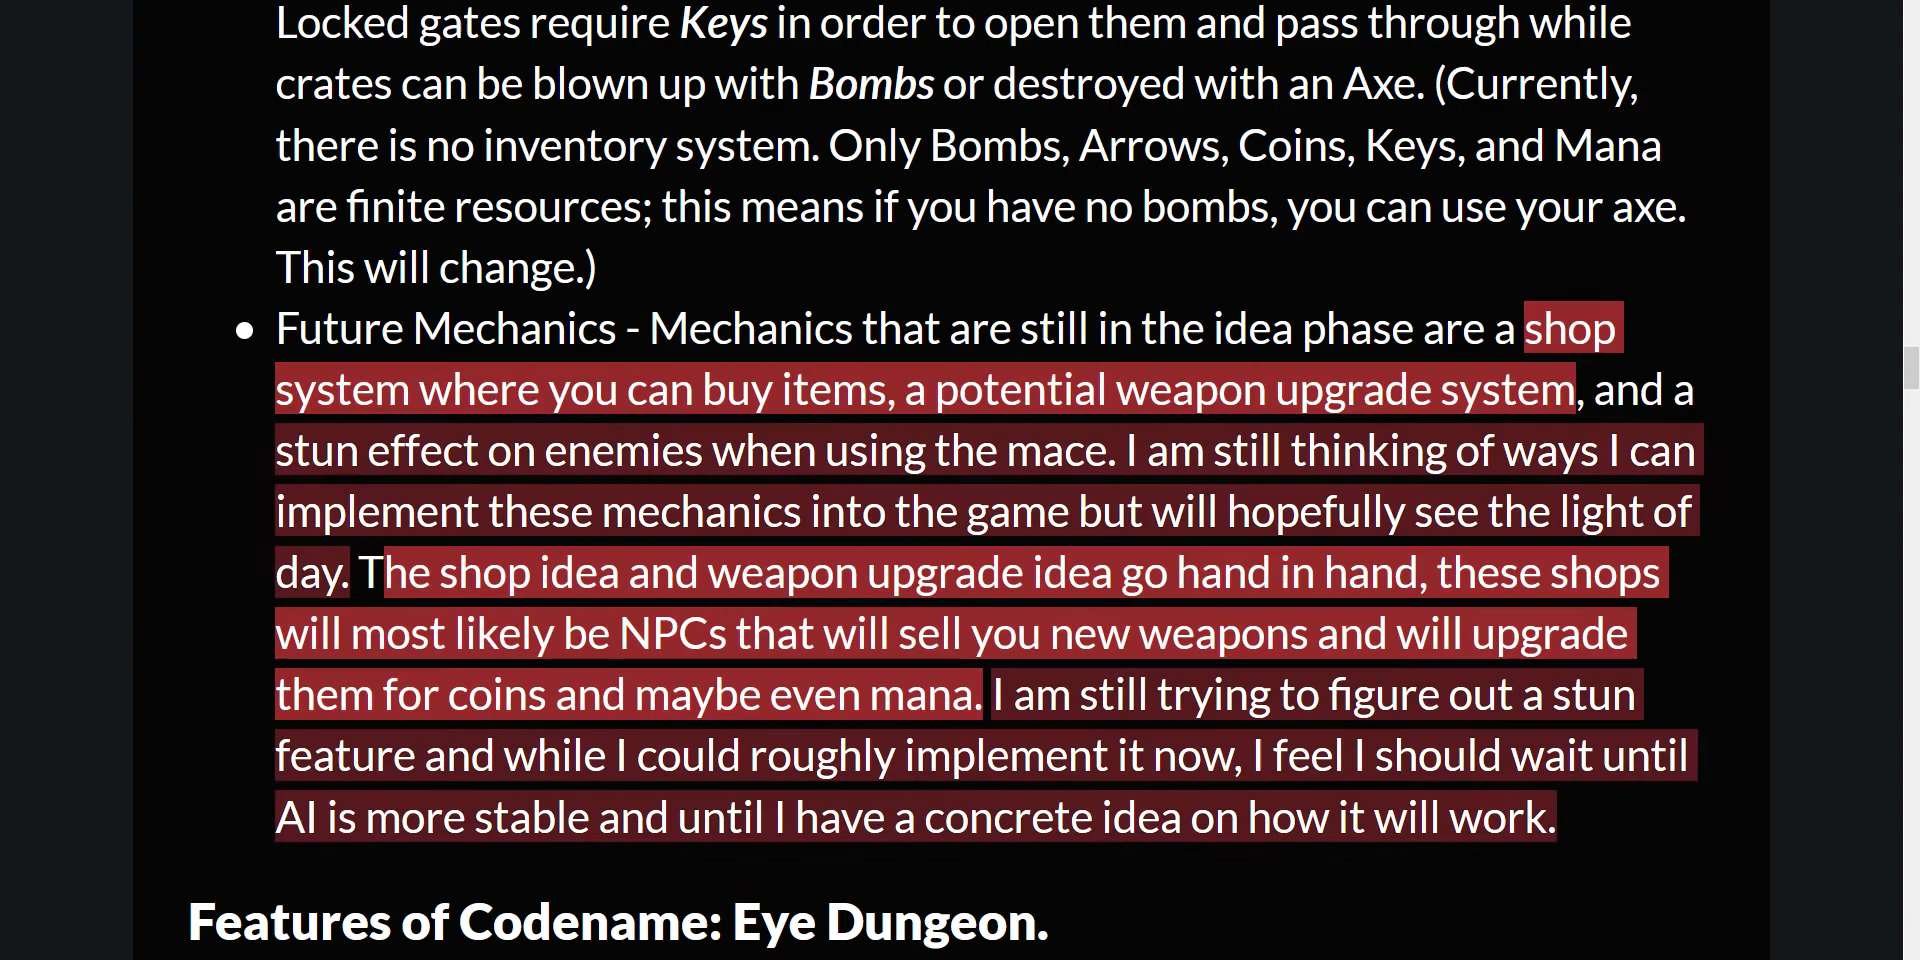 Locked gates require Keys in order to open them and pass through while
crates can be blown up with Bombs or destroyed with an Axe. (Currently,
there is no inventory system. Only Bombs, Arrows, Coins, Keys, and Mana
are finite resources; this means if you have no bombs, you can use your axe.
This will change.)
• Future Mechanics - Mechanics that are still in the idea phase are a shop
system where you can buy items, a potential weapon upgrade system, and a
stun effect on enemies when using the mace. I am still thinking of ways I can
implement these mechanics into the game but will hopefully see the light of
day. The shop idea and weapon upgrade idea go hand in hand, these shops
will most likely be NPCs that will sell you new weapons and will upgrade
them for coins and maybe even mana. I am still trying to figure out a stun
feature and while I could roughly implement it now, I feel I should wait until
AI is more stable and until I have a concrete idea on how it will work.
Features of Codename: Eye Dungeon.